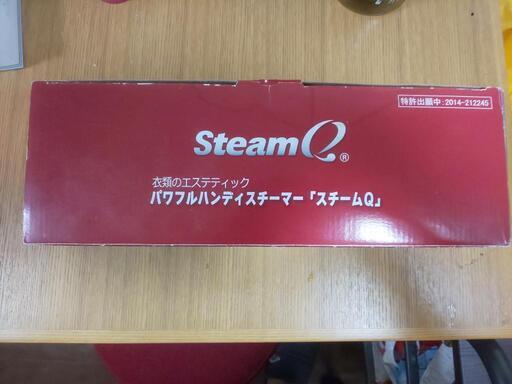 特許出願中:2014-212245
SteamQ®
衣類のエステティック
パワフルハンディスチーマー「スチームQ」